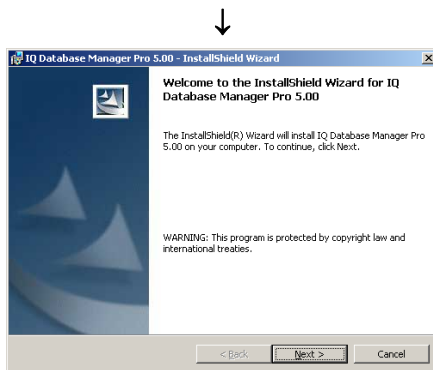 IQ Database Manager Pro 5.00 - InstallShield Wizard
Welcome to the InstallShield Wizard for IQ
Database Manager Pro 5.00
The InstallShield(R) Wizard will install IQ Database Manager Pro
5.00 on your computer. To continue, click Next.
WARNING: This program is protected by copyright law and
international treaties.
< Back Next > Cancel